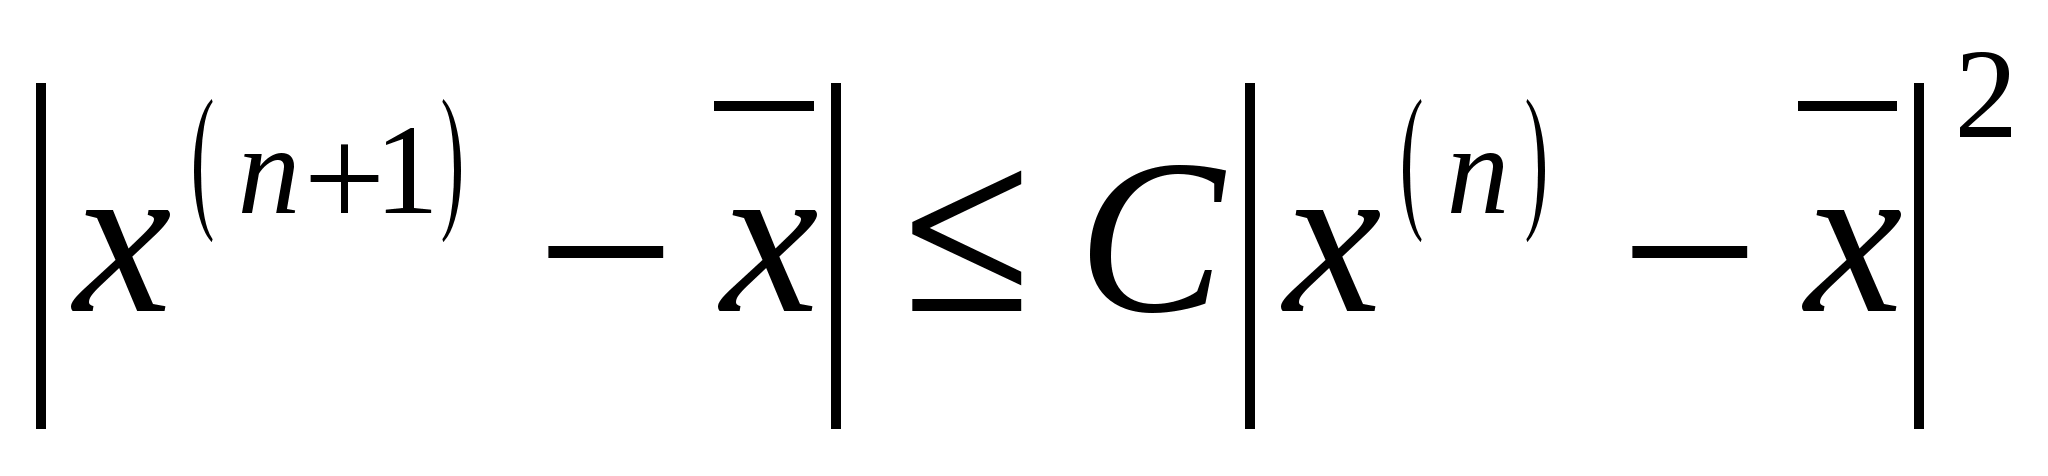 |x^(n+1) − x̅| ≤ C|x^(n) − x̅|^2